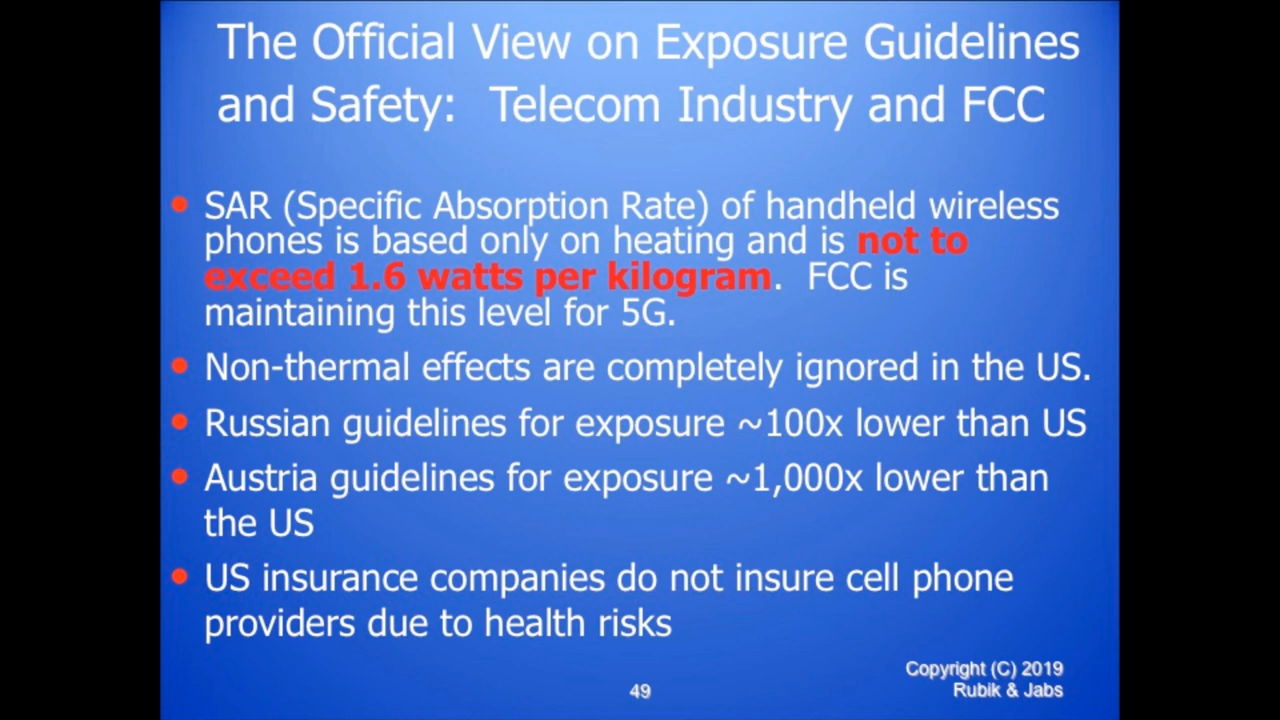 The Official View on Exposure Guidelines
and Safety:  Telecom Industry and FCC
• SAR (Specific Absorption Rate) of handheld wireless
phones is based only on heating and is not to
exceed 1.6 watts per kilogram.  FCC is
maintaining this level for 5G.
• Non-thermal effects are completely ignored in the US.
• Russian guidelines for exposure ~100x lower than US
• Austria guidelines for exposure ~1,000x lower than
the US
• US insurance companies do not insure cell phone
providers due to health risks
Copyright (C) 2019
Rubik & Jabs
49